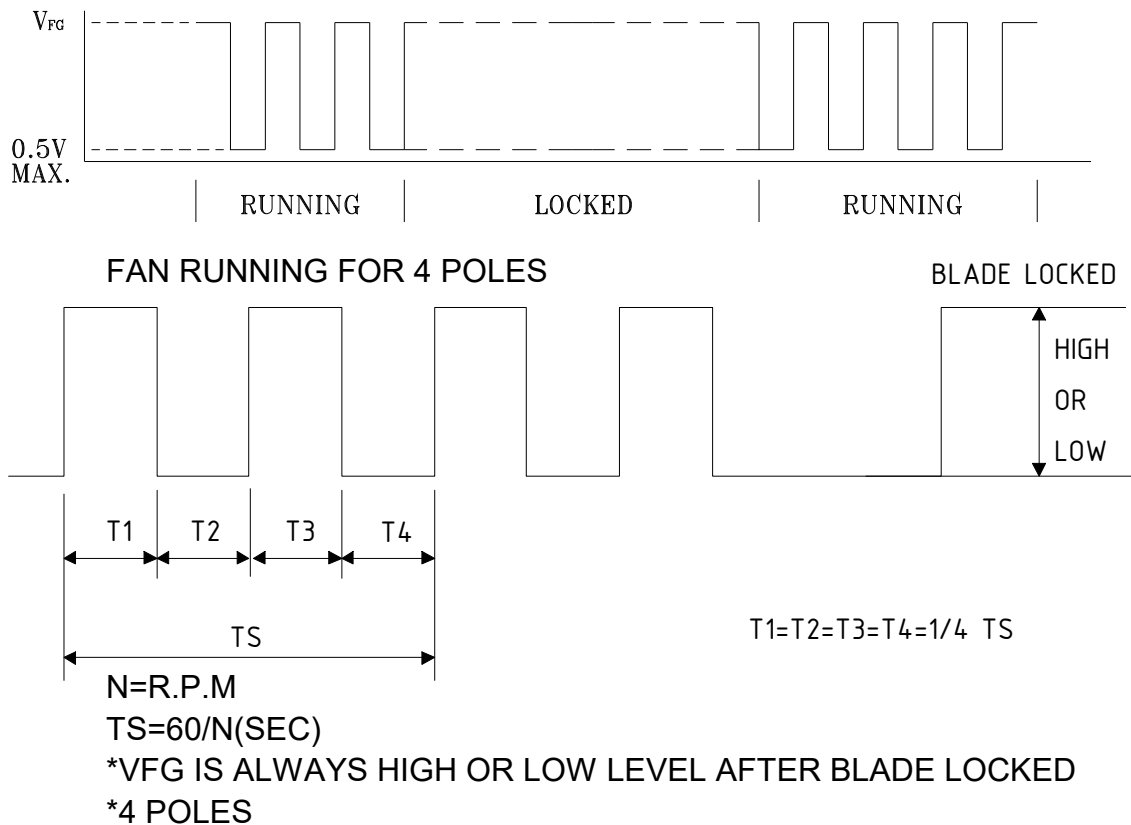 VFG
0.5V
MAX.
RUNNING LOCKED RUNNING
FAN RUNNING FOR 4 POLES
BLADE LOCKED
HIGH
OR
LOW
T1 T2 T3 T4
TS
T1=T2=T3=T4=1/4 TS
N=R.P.M
TS=60/N(SEC)
*VFG IS ALWAYS HIGH OR LOW LEVEL AFTER BLADE LOCKED
*4 POLES